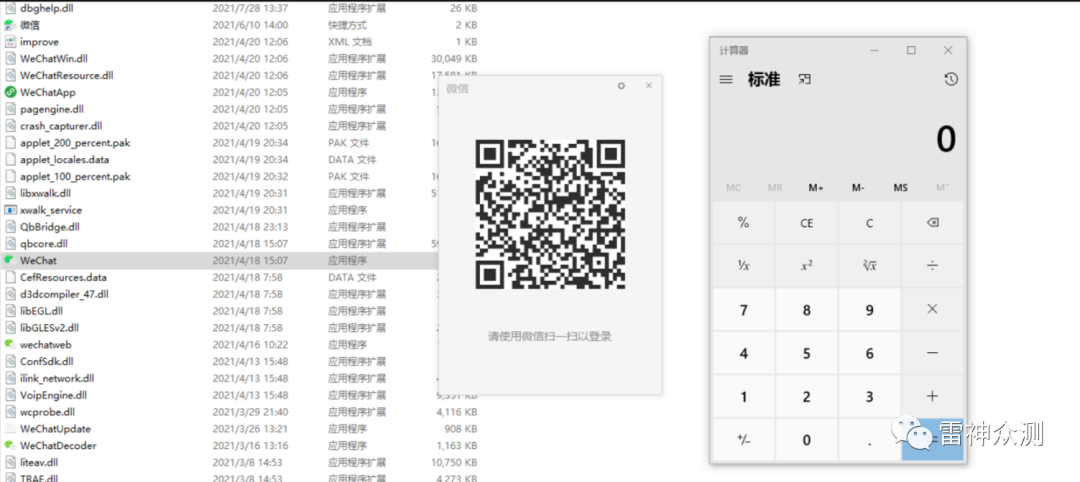 dbghelp.dll 2021/7/28 13:37 应用程序扩展 26 KB
微信 2021/6/10 14:00 快捷方式 2 KB
improve 2021/4/20 12:06 XML 文档 1 KB
WeChatWin.dll 2021/4/20 12:06 应用程序扩展 30,049 KB
WeChatResource.dll 2021/4/20 12:06 应用程序扩展 17,581 KB
WeChatApp 2021/4/20 12:05 应用程序
pagengine.dll 2021/4/20 12:05 应用程序扩展
crash_capturer.dll 2021/4/20 12:05 应用程序扩展
applet_200_percent.pak 2021/4/19 20:34 PAK 文件
applet_locales.data 2021/4/19 20:34 DATA 文件
applet_100_percent.pak 2021/4/19 20:32 PAK 文件
libxwalk.dll 2021/4/19 20:31 应用程序扩展
xwalk_service 2021/4/19 20:31 应用程序
QbBridge.dll 2021/4/18 23:13 应用程序扩展
qbcore.dll 2021/4/18 15:07 应用程序扩展
WeChat 2021/4/18 15:07 应用程序
CefResources.data 2021/4/18 7:58 DATA 文件
d3dcompiler_47.dll 2021/4/18 7:58 应用程序扩展
libEGL.dll 2021/4/18 7:58 应用程序扩展
libGLESv2.dll 2021/4/18 7:58 应用程序扩展
wechatweb 2021/4/16 10:22 应用程序
ConfSdk.dll 2021/4/13 15:48 应用程序扩展
ilink_network.dll 2021/4/13 15:48 应用程序扩展
VoipEngine.dll 2021/4/13 15:48 应用程序扩展
wcprobe.dll 2021/3/29 21:40 应用程序扩展 4,116 KB
WeChatUpdate 2021/3/26 13:21 应用程序 908 KB
WeChatDecoder 2021/3/16 13:16 应用程序 1,163 KB
liteav.dll 2021/3/8 14:53 应用程序扩展 10,750 KB
TRAE.dll 2021/3/8 14:53 应用程序扩展 4,273 KB
微信
请使用微信扫一扫以登录
计算器
标准
0
MC MR M+ M- MS M˅
% CE C
¹/x x² ²√x ÷
7 8 9 ×
4 5 6 −
1 2 3 +
+/− 0 . =
雷神众测